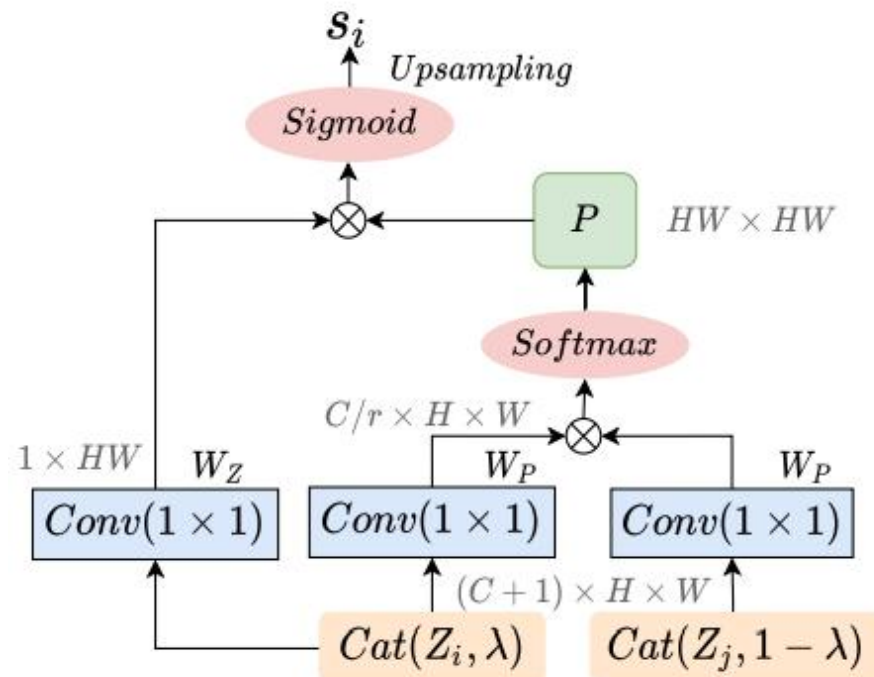 s_i
Upsampling
Sigmoid
P
HW × HW
Softmax
C/r × H × W
1 × HW
W_Z
W_P
W_P
Conv(1 × 1)
Conv(1 × 1)
Conv(1 × 1)
(C + 1) × H × W
Cat(Z_i, λ)
Cat(Z_j, 1 − λ)